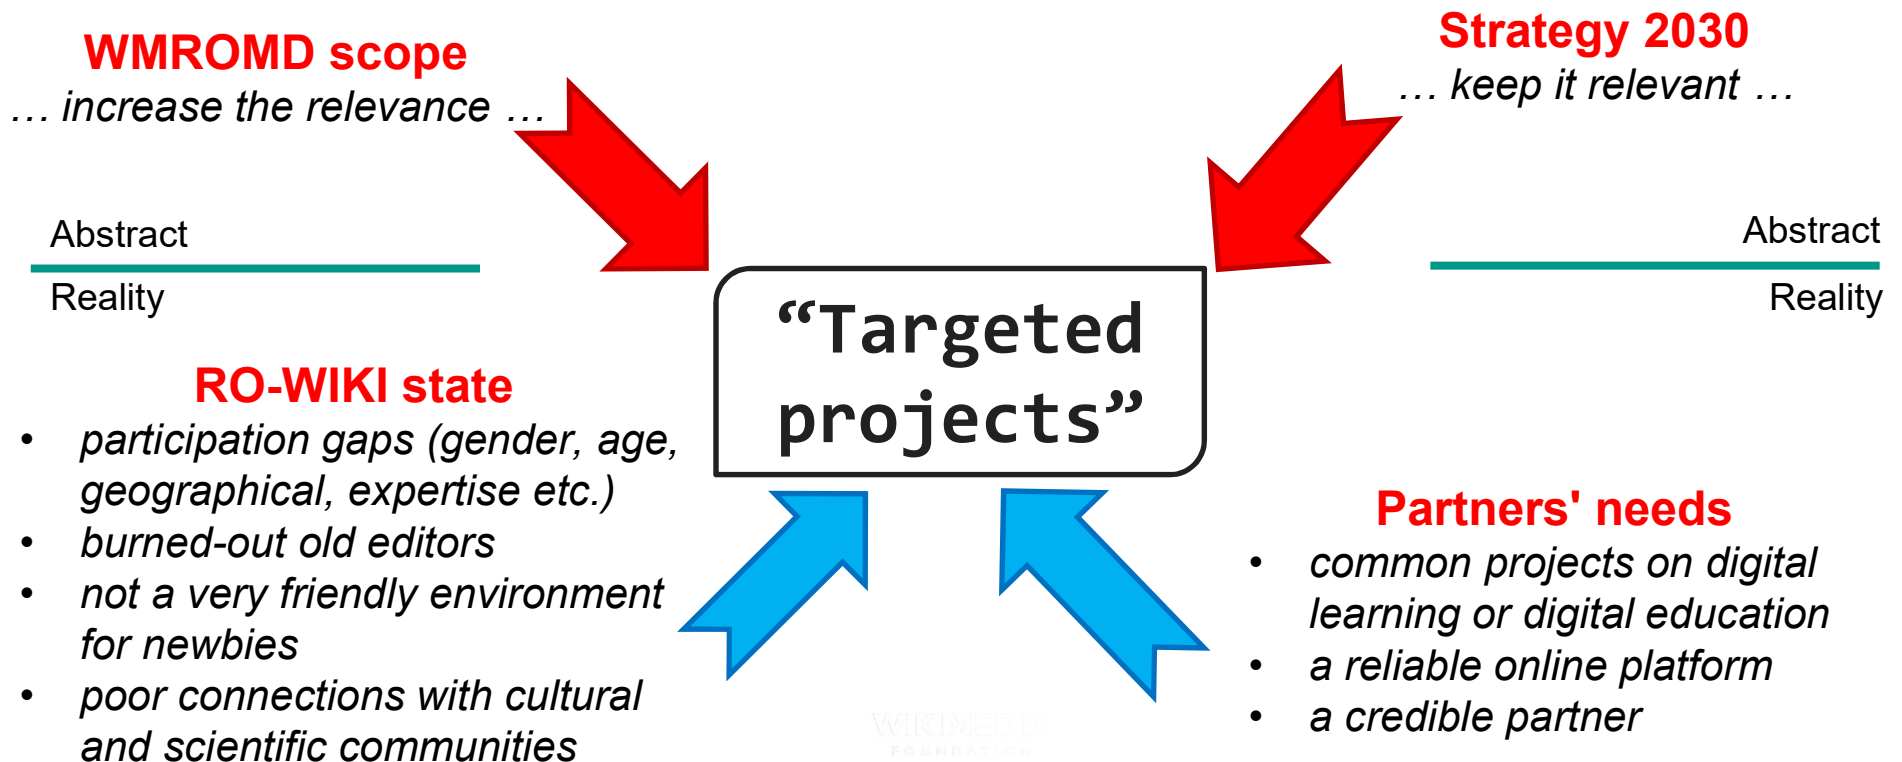 WMROMD scope
… increase the relevance …
Strategy 2030
… keep it relevant …
Abstract
Reality
Abstract
Reality
“Targeted
projects”
RO-WIKI state
• participation gaps (gender, age,
geographical, expertise etc.)
• burned-out old editors
• not a very friendly environment
for newbies
• poor connections with cultural
and scientific communities
Partners' needs
• common projects on digital
learning or digital education
• a reliable online platform
• a credible partner
WIKIMEDIA
FOUNDATION